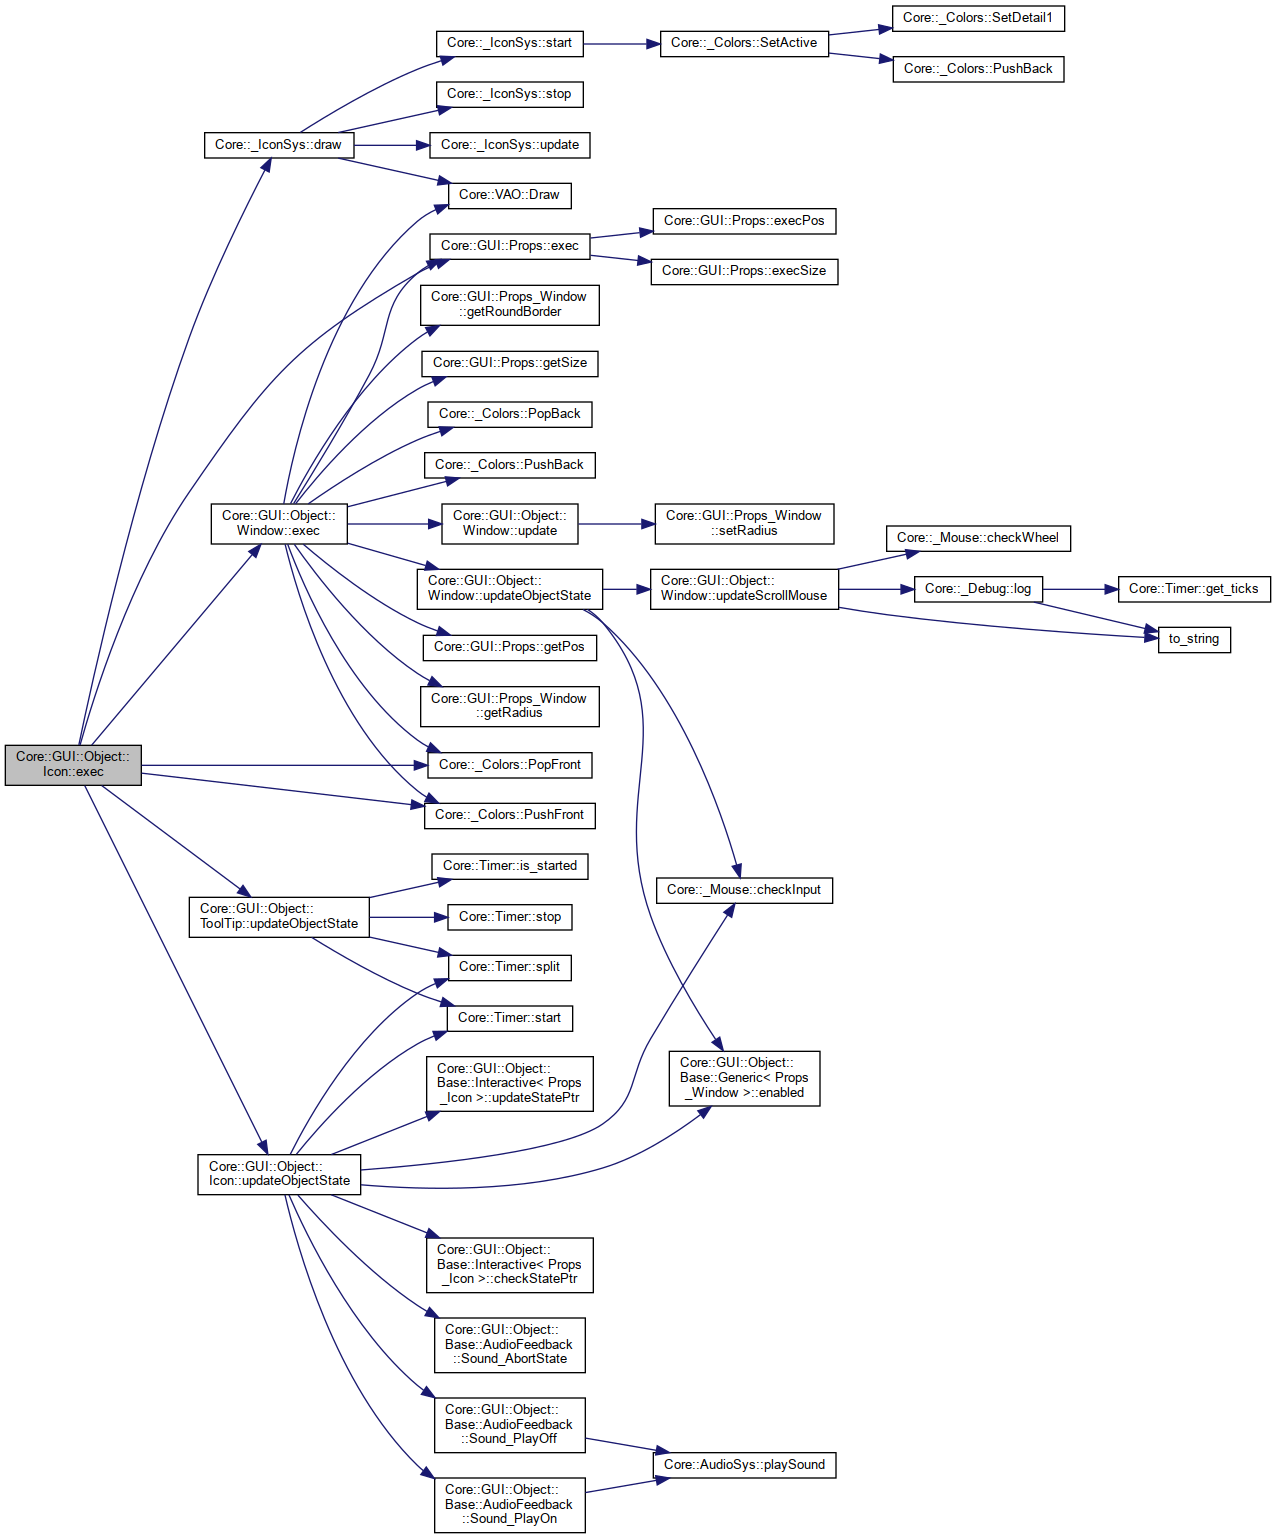 Core::_Colors::SetDetail1
Core::_IconSys::start
Core::_Colors::SetActive
Core::_Colors::PushBack
Core::_IconSys::stop
Core::_IconSys::draw
Core::_IconSys::update
Core::VAO::Draw
Core::GUI::Props::execPos
Core::GUI::Props::exec
Core::GUI::Props::execSize
Core::GUI::Props_Window
::getRoundBorder
Core::GUI::Props::getSize
Core::_Colors::PopBack
Core::_Colors::PushBack
Core::GUI::Object::
Window::exec
Core::GUI::Object::
Window::update
Core::GUI::Props_Window
::setRadius
Core::_Mouse::checkWheel
Core::GUI::Object::
Window::updateObjectState
Core::GUI::Object::
Window::updateScrollMouse
Core::_Debug::log
Core::Timer::get_ticks
to_string
Core::GUI::Props::getPos
Core::GUI::Props_Window
::getRadius
Core::GUI::Object::
Icon::exec
Core::_Colors::PopFront
Core::_Colors::PushFront
Core::Timer::is_started
Core::_Mouse::checkInput
Core::GUI::Object::
ToolTip::updateObjectState
Core::Timer::stop
Core::Timer::split
Core::Timer::start
Core::GUI::Object::
Base::Interactive< Props
_Icon >::updateStatePtr
Core::GUI::Object::
Base::Generic< Props
_Window >::enabled
Core::GUI::Object::
Icon::updateObjectState
Core::GUI::Object::
Base::Interactive< Props
_Icon >::checkStatePtr
Core::GUI::Object::
Base::AudioFeedback
::Sound_AbortState
Core::GUI::Object::
Base::AudioFeedback
::Sound_PlayOff
Core::AudioSys::playSound
Core::GUI::Object::
Base::AudioFeedback
::Sound_PlayOn